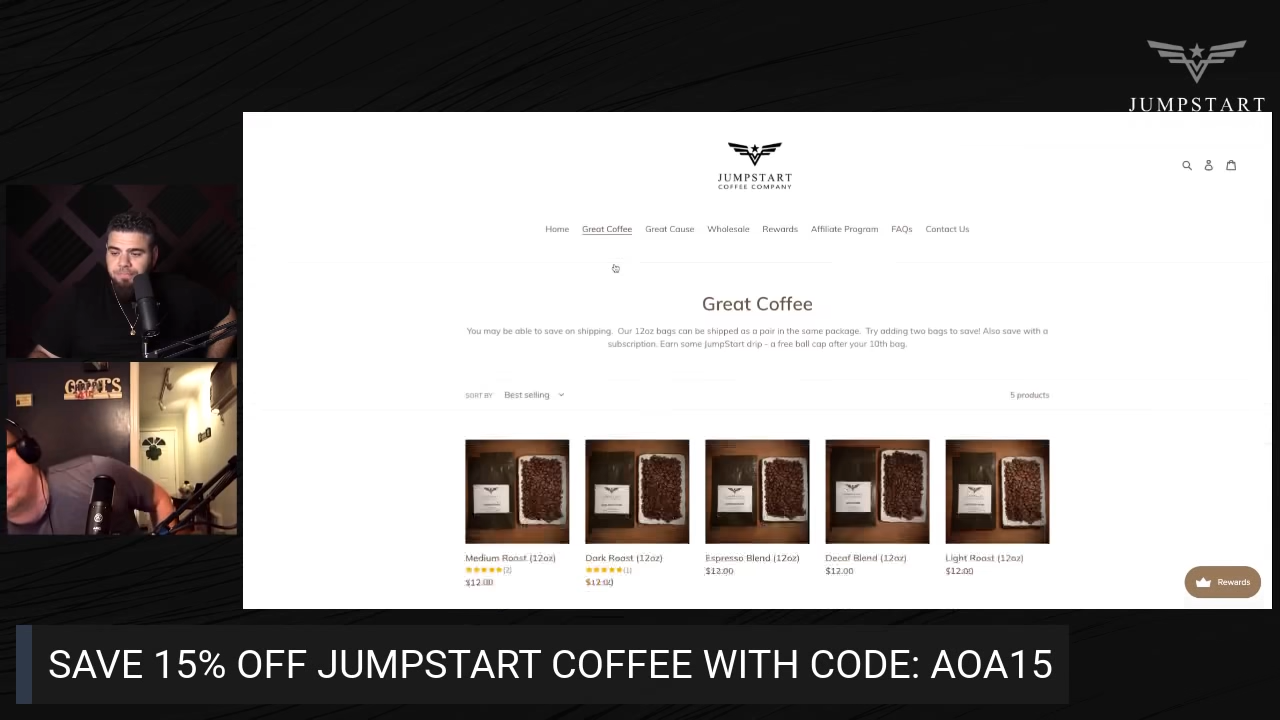 JUMPSTART
JUMPSTART
COFFEE COMPANY
Home Great Coffee Great Cause Wholesale Rewards Affiliate Program FAQs Contact Us
Great Coffee
You may be able to save on shipping. Our 12oz bags can be shipped as a pair in the same package. Try adding two bags to save! Also save with a
subscription. Earn some JumpStart drip - a free ball cap after your 10th bag.
SORT BY Best selling 5 products
GOATS
Medium Roast (12oz) Dark Roast (12oz) Espresso Blend (12oz) Decaf Blend (12oz) Light Roast (12oz)
(2) (1)
$12.00 $12.00 $12.00 $12.00 $12.00
Rewards
SAVE 15% OFF JUMPSTART COFFEE WITH CODE: AOA15